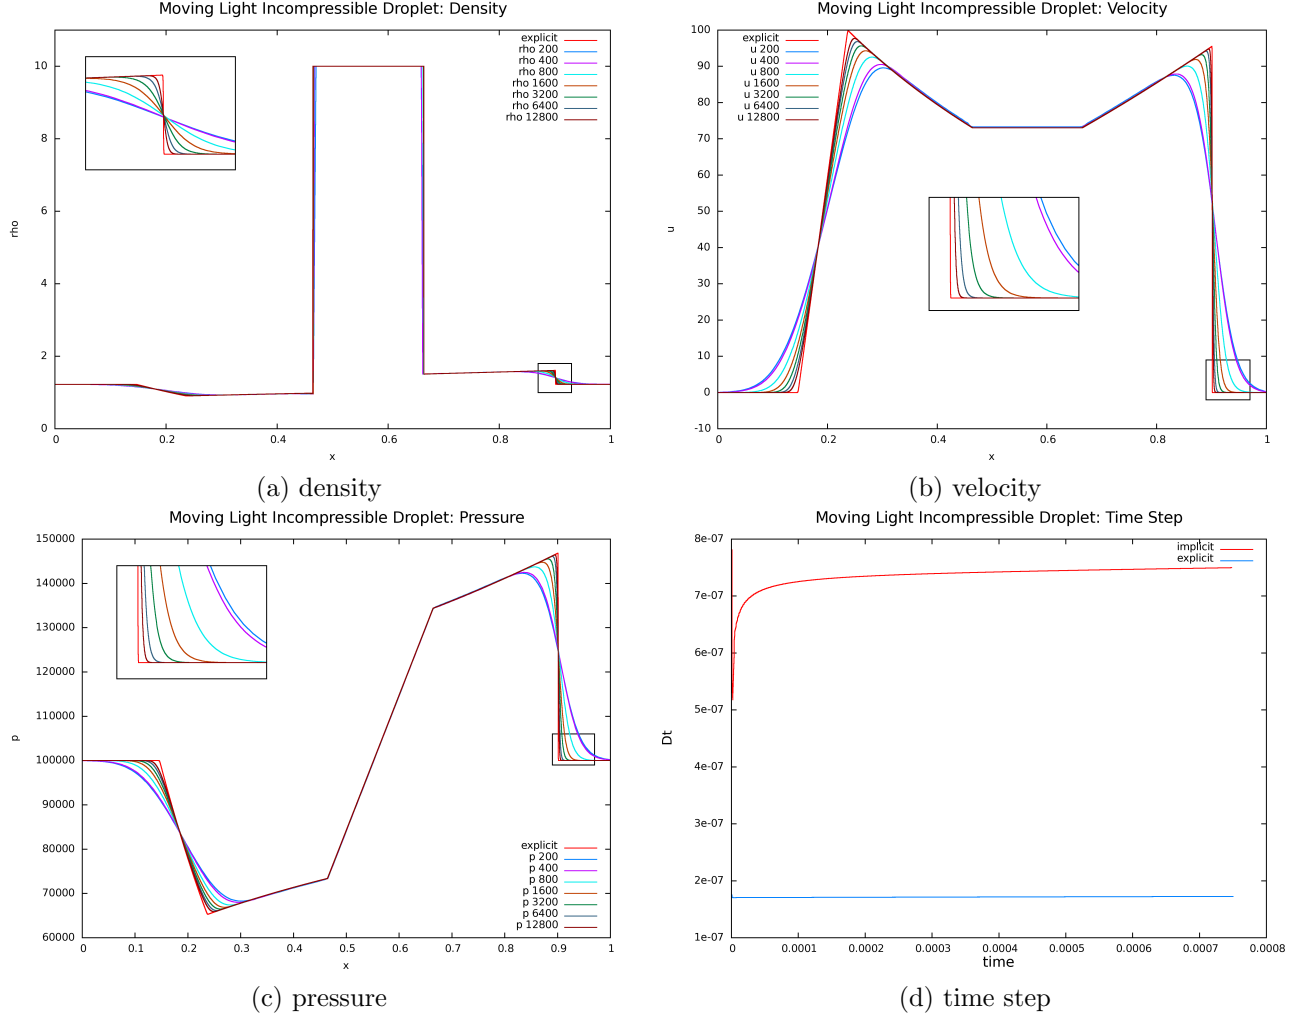 Moving Light Incompressible Droplet: Density
explicit
rho 200
rho 400
rho 800
rho 1600
rho 3200
rho 6400
rho 12800
10
8
6
4
2
0
rho
0 0.2 0.4 0.6 0.8 1
x
(a) density
Moving Light Incompressible Droplet: Velocity
explicit
u 200
u 400
u 800
u 1600
u 3200
u 6400
u 12800
100
90
80
70
60
50
40
30
20
10
0
-10
u
0 0.2 0.4 0.6 0.8 1
x
(b) velocity
Moving Light Incompressible Droplet: Pressure
150000
140000
130000
120000
110000
100000
90000
80000
70000
60000
p
explicit
p 200
p 400
p 800
p 1600
p 3200
p 6400
p 12800
0 0.1 0.2 0.3 0.4 0.5 0.6 0.7 0.8 0.9 1
x
(c) pressure
Moving Light Incompressible Droplet: Time Step
implicit
explicit
8e-07
7e-07
6e-07
5e-07
4e-07
3e-07
2e-07
1e-07
Dt
0 0.0001 0.0002 0.0003 0.0004 0.0005 0.0006 0.0007 0.0008
time
(d) time step